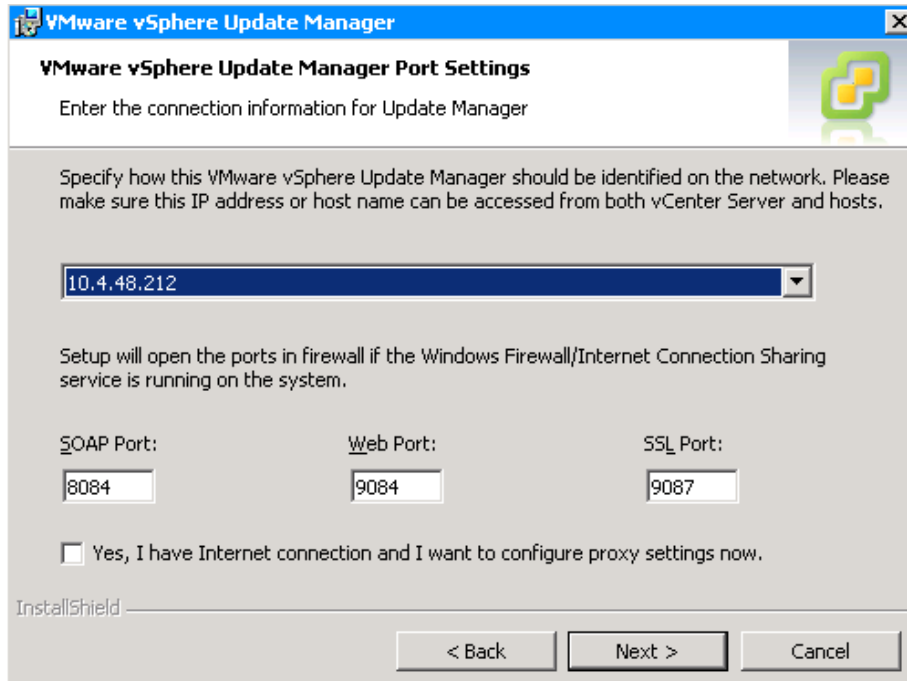 VMware vSphere Update Manager
VMware vSphere Update Manager Port Settings
Enter the connection information for Update Manager
Specify how this VMware vSphere Update Manager should be identified on the network. Please
make sure this IP address or host name can be accessed from both vCenter Server and hosts.
10.4.48.212
Setup will open the ports in firewall if the Windows Firewall/Internet Connection Sharing
service is running on the system.
SOAP Port: Web Port: SSL Port:
8084 9084 9087
Yes, I have Internet connection and I want to configure proxy settings now.
InstallShield
< Back Next > Cancel